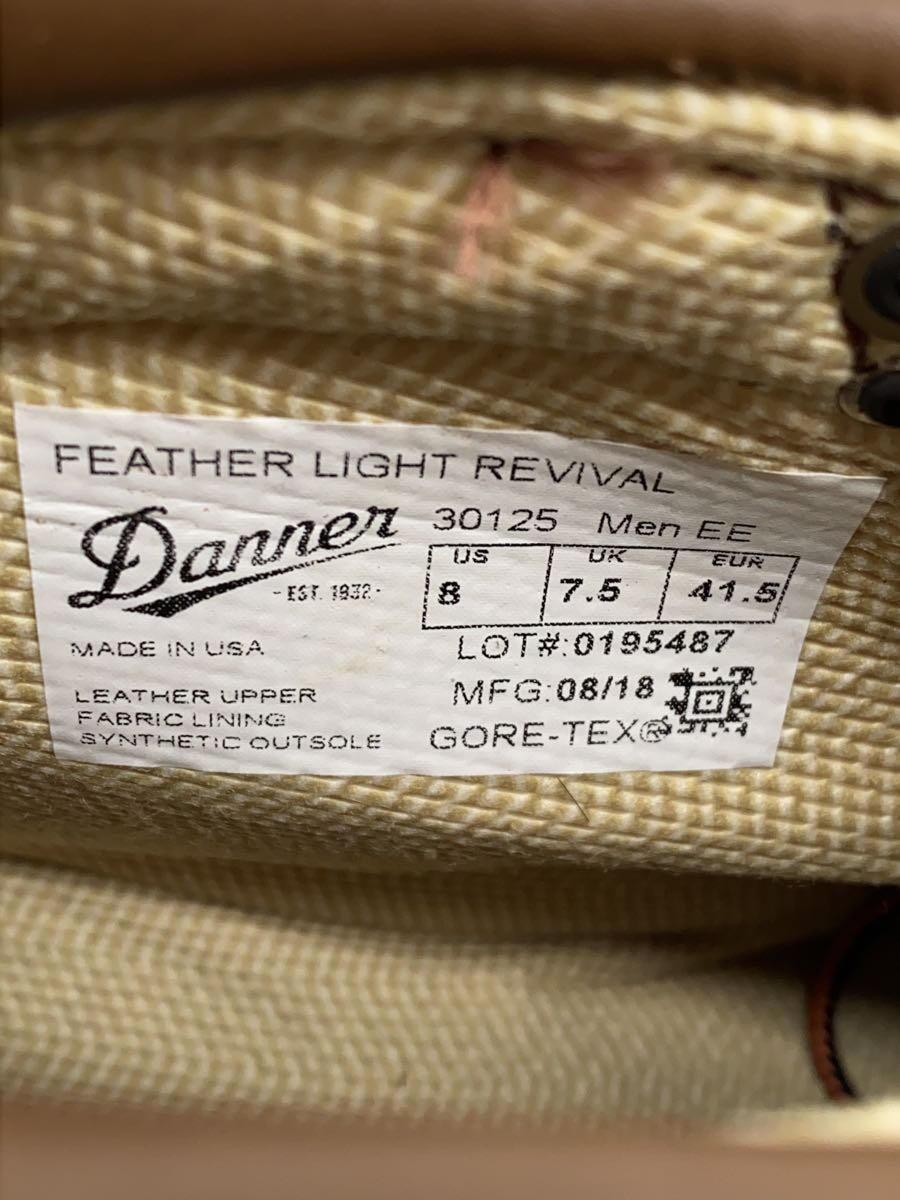 FEATHER LIGHT REVIVAL
Danner
- EST. 1932 -
30125 Men EE
US UK EUR
8 7.5 41.5
MADE IN USA
LOT#:0195487
LEATHER UPPER
FABRIC LINING
SYNTHETIC OUTSOLE
MFG:08/18
GORE-TEX®